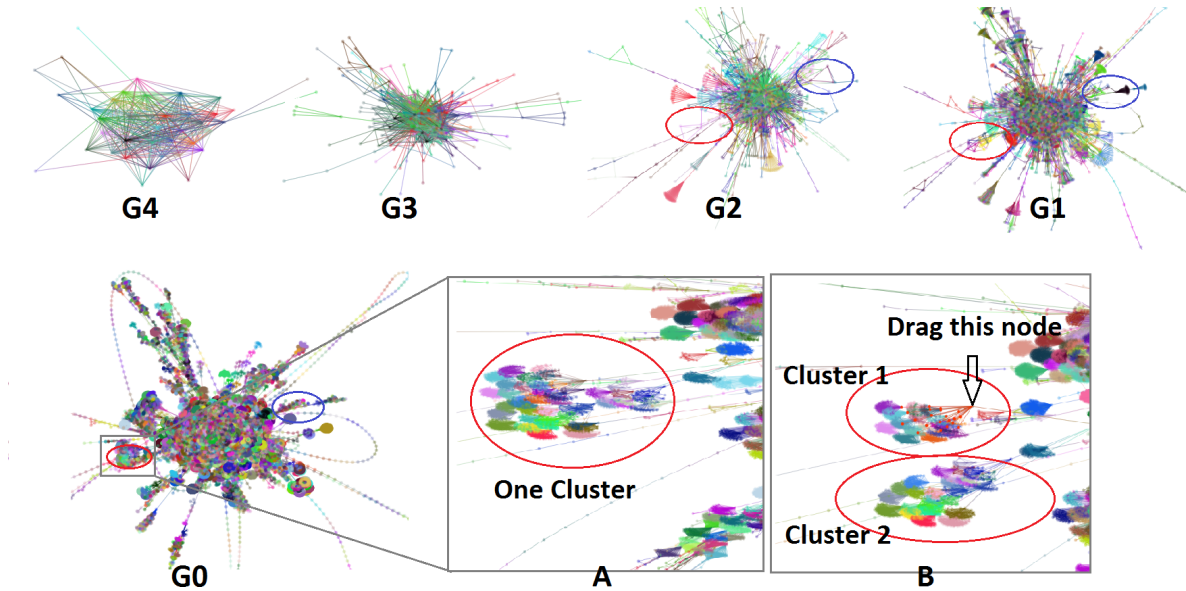 G4
G3
G2
G1
Drag this node
Cluster 1
One Cluster
Cluster 2
G0
A
B